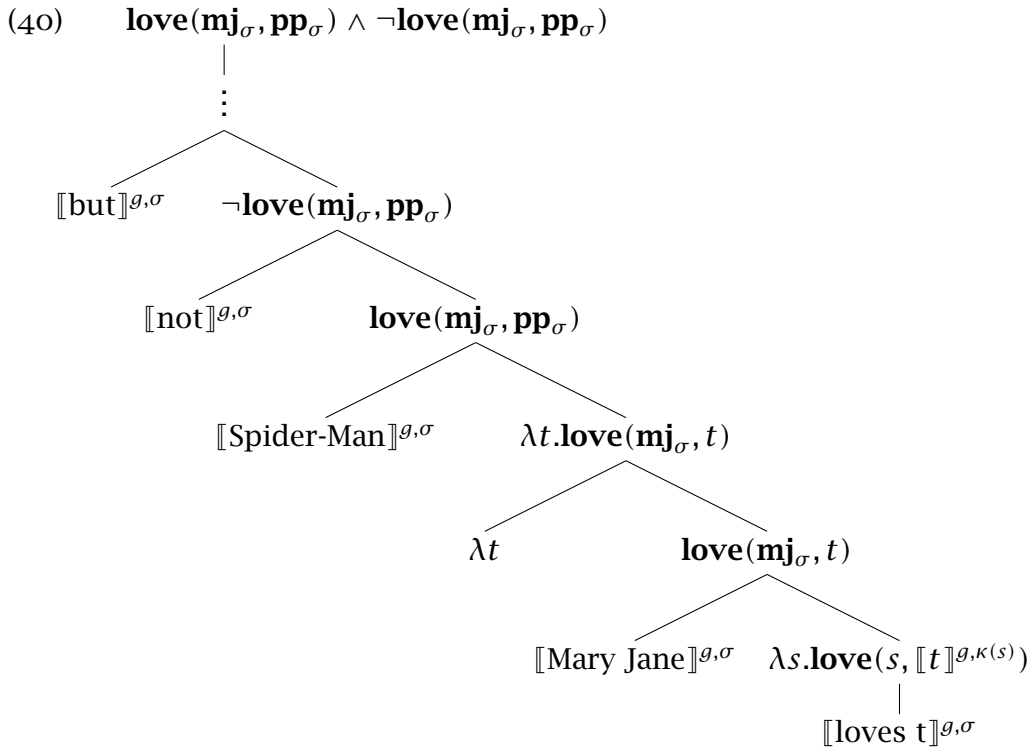 (40) love(mj_σ, pp_σ) ∧ ¬love(mj_σ, pp_σ)
⋮
⟦but⟧^{g,σ} ¬love(mj_σ, pp_σ)
⟦not⟧^{g,σ} love(mj_σ, pp_σ)
⟦Spider-Man⟧^{g,σ} λt.love(mj_σ, t)
λt love(mj_σ, t)
⟦Mary Jane⟧^{g,σ} λs.love(s, ⟦t⟧^{g,κ(s)})
⟦loves t⟧^{g,σ}